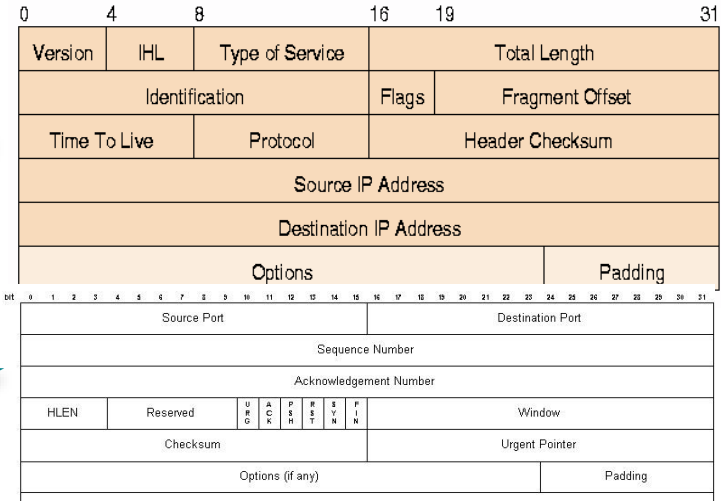 0 4 8 16 19 31
Version IHL Type of Service Total Length
Identification Flags Fragment Offset
Time To Live Protocol Header Checksum
Source IP Address
Destination IP Address
Options Padding
bit 0 1 2 3 4 5 6 7 8 9 10 11 12 13 14 15 16 17 18 19 20 21 22 23 24 25 26 27 28 29 30 31
Source Port Destination Port
Sequence Number
Acknowledgement Number
HLEN Reserved URG ACK PSH RST SYN FIN Window
Checksum Urgent Pointer
Options (if any) Padding